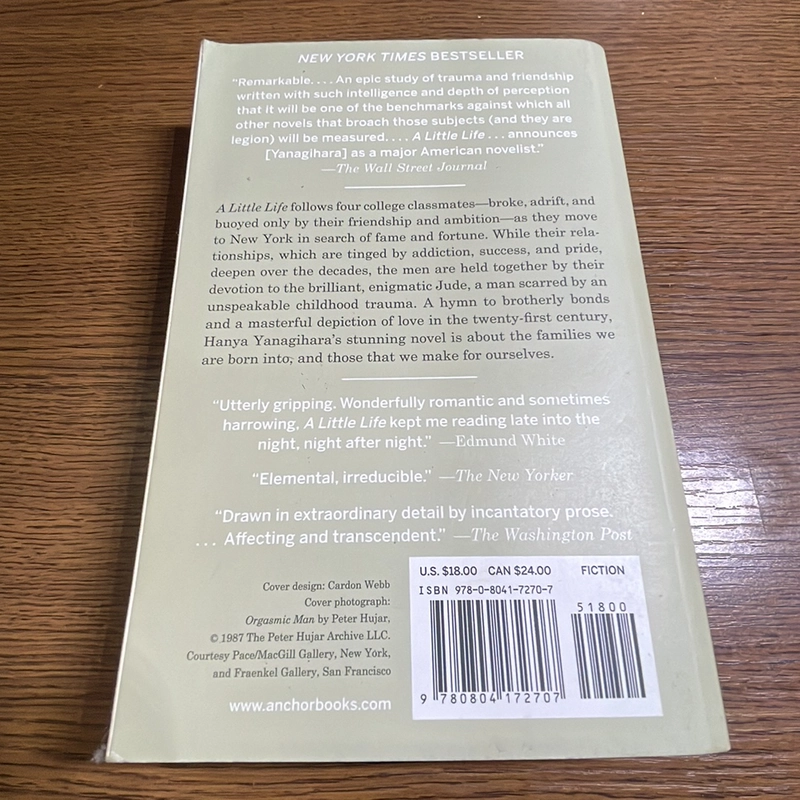 NEW YORK TIMES BESTSELLER
“Remarkable. . . . An epic study of trauma and friendship
written with such intelligence and depth of perception
that it will be one of the benchmarks against which all
other novels that broach those subjects (and they are
legion) will be measured. . . . A Little Life . . . announces
[Yanagihara] as a major American novelist.”
—The Wall Street Journal
A Little Life follows four college classmates—broke, adrift, and
buoyed only by their friendship and ambition—as they move
to New York in search of fame and fortune. While their rela-
tionships, which are tinged by addiction, success, and pride,
deepen over the decades, the men are held together by their
devotion to the brilliant, enigmatic Jude, a man scarred by an
unspeakable childhood trauma. A hymn to brotherly bonds
and a masterful depiction of love in the twenty-first century,
Hanya Yanagihara’s stunning novel is about the families we
are born into, and those that we make for ourselves.
“Utterly gripping. Wonderfully romantic and sometimes
harrowing, A Little Life kept me reading late into the
night, night after night.” —Edmund White
“Elemental, irreducible.” —The New Yorker
“Drawn in extraordinary detail by incantatory prose.
. . . Affecting and transcendent.” —The Washington Post
Cover design: Cardon Webb
Cover photograph:
Orgasmic Man by Peter Hujar,
© 1987 The Peter Hujar Archive LLC.
Courtesy Pace/MacGill Gallery, New York,
and Fraenkel Gallery, San Francisco
www.anchorbooks.com
U.S. $18.00 CAN $24.00 FICTION
ISBN 978-0-8041-7270-7
51800
9 780804 172707